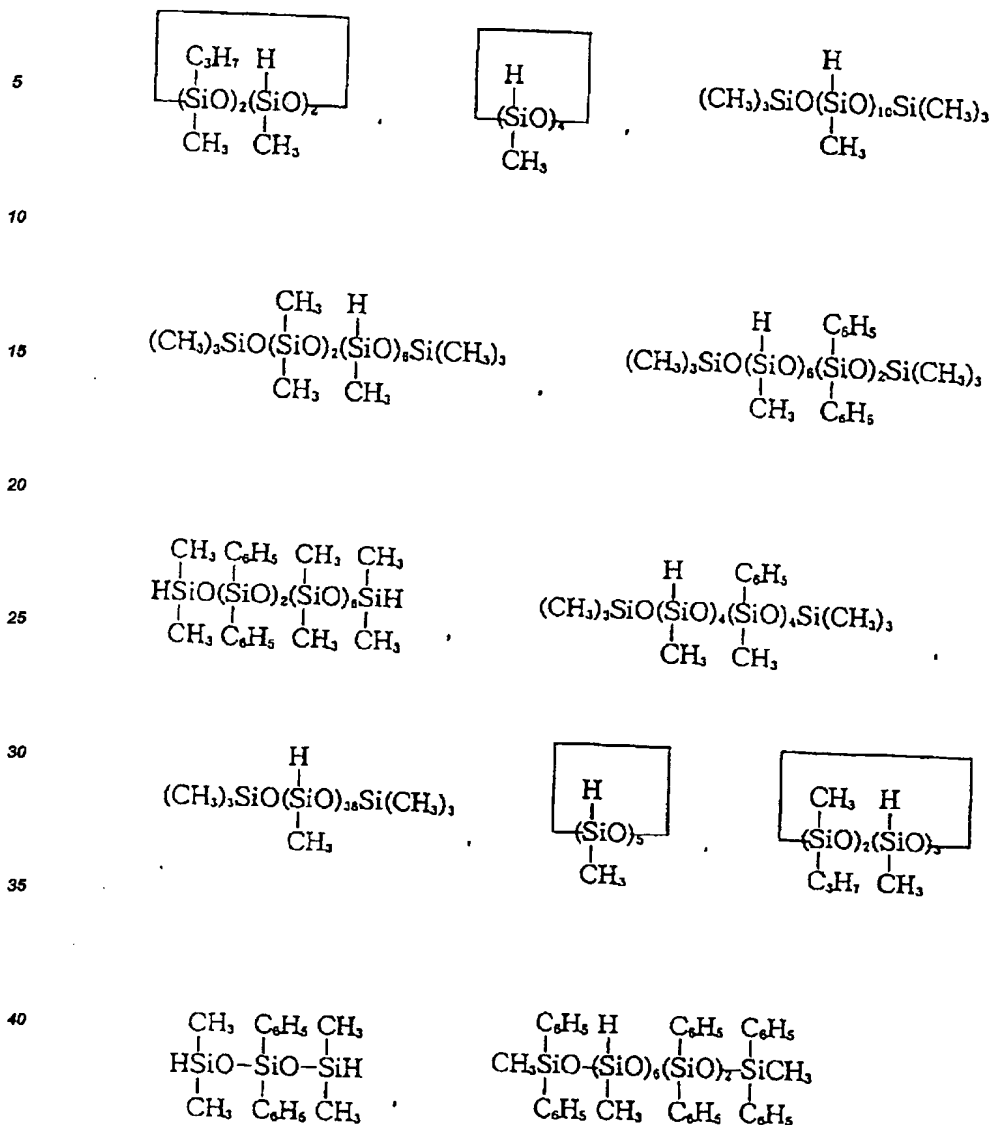 C₃H₇ H
5
(SiO)₂(SiO)₂
CH₃ CH₃
,
H
(SiO)₄
CH₃
,
H
(CH₃)₃SiO(SiO)₁₀Si(CH₃)₃
CH₃
10
CH₃ H
15
(CH₃)₃SiO(SiO)₂(SiO)₈Si(CH₃)₃
CH₃ CH₃
,
H C₆H₅
(CH₃)₃SiO(SiO)₈(SiO)₂Si(CH₃)₃
CH₃ C₆H₅
,
20
CH₃ C₆H₅ CH₃ CH₃
HSiO(SiO)₂(SiO)₈SiH
25
CH₃ C₆H₅ CH₃ CH₃
,
H C₆H₅
(CH₃)₃SiO(SiO)₄(SiO)₄Si(CH₃)₃
CH₃ CH₃
,
30
H
(CH₃)₃SiO(SiO)₃₈Si(CH₃)₃
CH₃
,
H
(SiO)₅
CH₃
,
CH₃ H
(SiO)₂(SiO)₃
35
C₃H₇ CH₃
40
CH₃ C₆H₅ CH₃
HSiO–SiO–SiH
CH₃ C₆H₅ CH₃
,
C₆H₅ H C₆H₅ C₆H₅
CH₃SiO–(SiO)₆(SiO)₂–SiCH₃
C₆H₅ CH₃ C₆H₅ C₆H₅